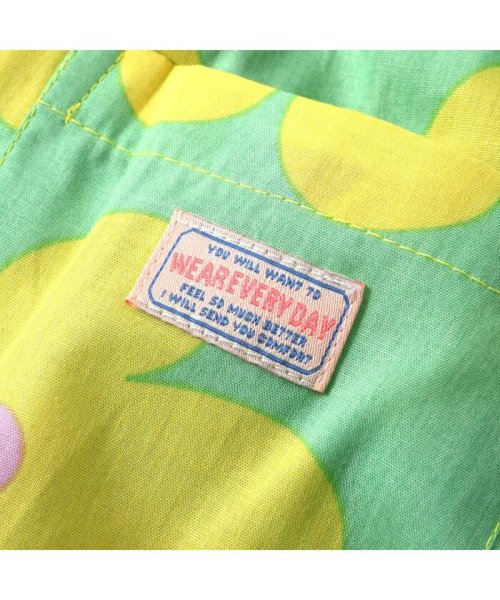 YOU WILL WANT TO
WEAREVERYDAY
FEEL SO MUCH BETTER
I WILL SEND YOU COMFORT